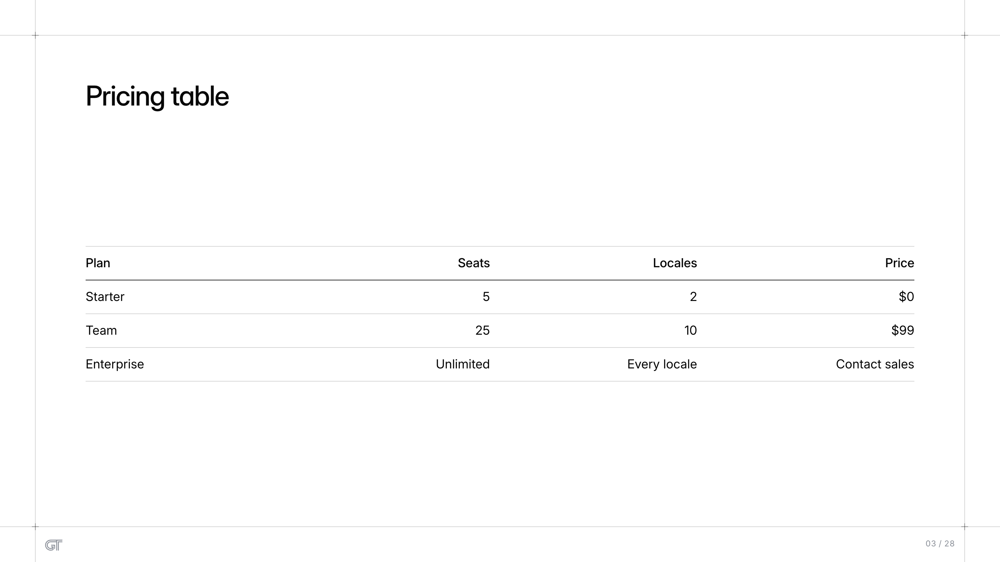 Pricing table
Plan Seats Locales Price
Starter 5 2 $0
Team 25 10 $99
Enterprise Unlimited Every locale Contact sales
GT
03 / 28